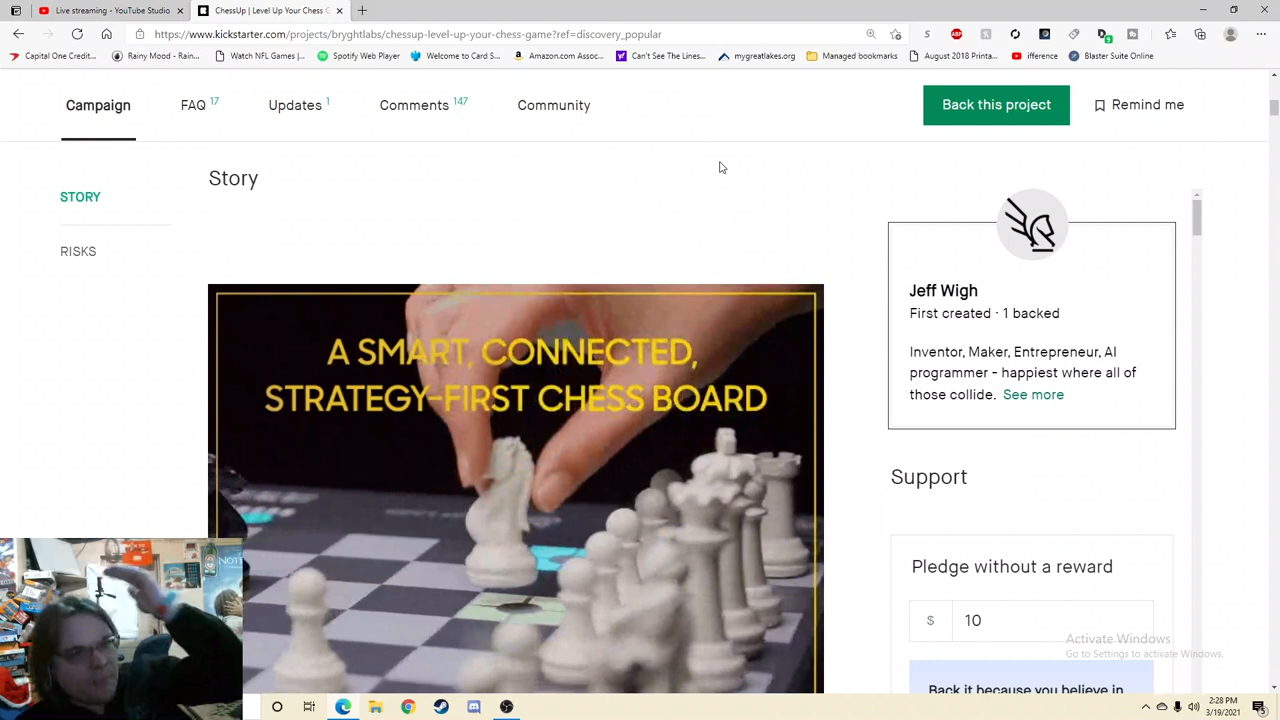 Live streaming - YouTube Studio
ChessUp | Level Up Your Chess G
https://www.kickstarter.com/projects/bryghtlabs/chessup-level-up-your-chess-game?ref=discovery_popular
Capital One Credit...
Rainy Mood - Rain...
Watch NFL Games |...
Spotify Web Player
Welcome to Card S...
Amazon.com Assoc...
Can't See The Lines...
mygreatlakes.org
Managed bookmarks
August 2018 Printa...
ifference
Blaster Suite Online
Campaign
FAQ 17
Updates 1
Comments 147
Community
Back this project
Remind me
STORY
RISKS
Story
A SMART, CONNECTED,
STRATEGY-FIRST CHESS BOARD
Jeff Wigh
First created · 1 backed
Inventor, Maker, Entrepreneur, AI
programmer - happiest where all of
those collide. See more
Support
Pledge without a reward
$ 10
Back it because you believe in
Activate Windows
Go to Settings to activate Windows.
2:28 PM
3/19/2021